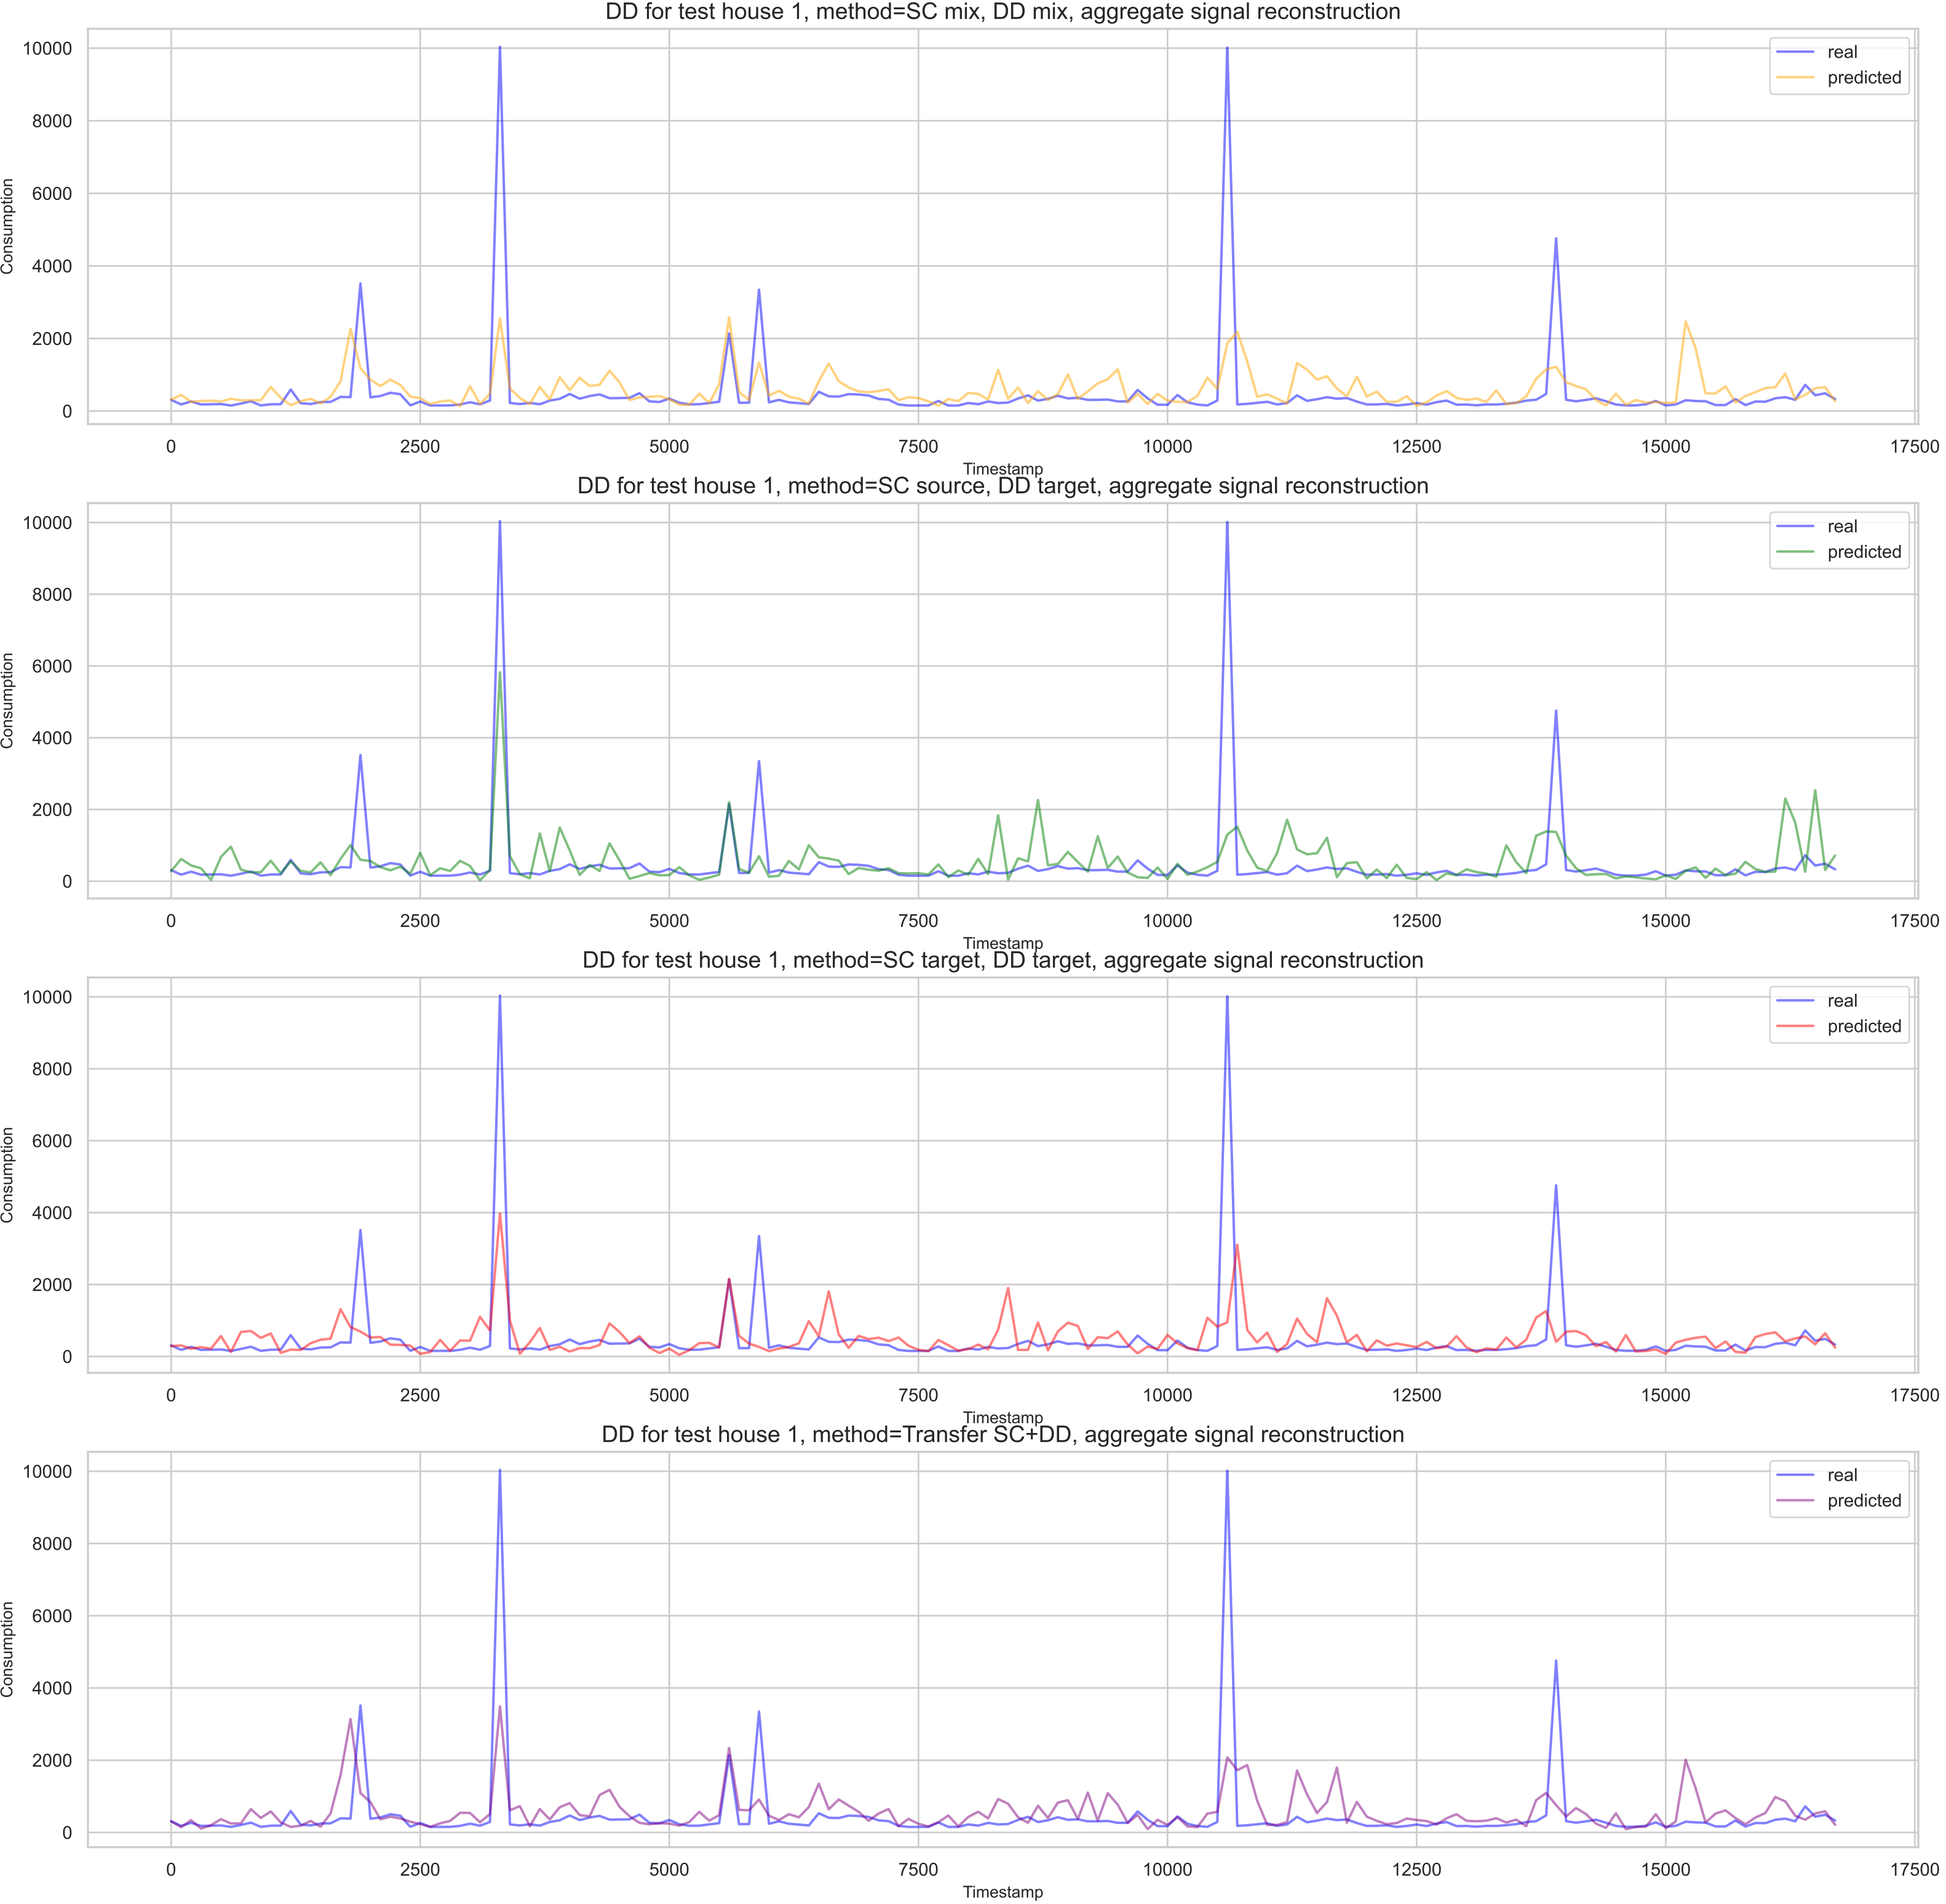 DD for test house 1, method=SC mix, DD mix, aggregate signal reconstruction
real
predicted
10000
8000
6000
4000
2000
0
Consumption
0 2500 5000 7500 10000 12500 15000 17500
Timestamp
DD for test house 1, method=SC source, DD target, aggregate signal reconstruction
real
predicted
10000
8000
6000
4000
2000
0
Consumption
0 2500 5000 7500 10000 12500 15000 17500
Timestamp
DD for test house 1, method=SC target, DD target, aggregate signal reconstruction
real
predicted
10000
8000
6000
4000
2000
0
Consumption
0 2500 5000 7500 10000 12500 15000 17500
Timestamp
DD for test house 1, method=Transfer SC+DD, aggregate signal reconstruction
real
predicted
10000
8000
6000
4000
2000
0
Consumption
0 2500 5000 7500 10000 12500 15000 17500
Timestamp